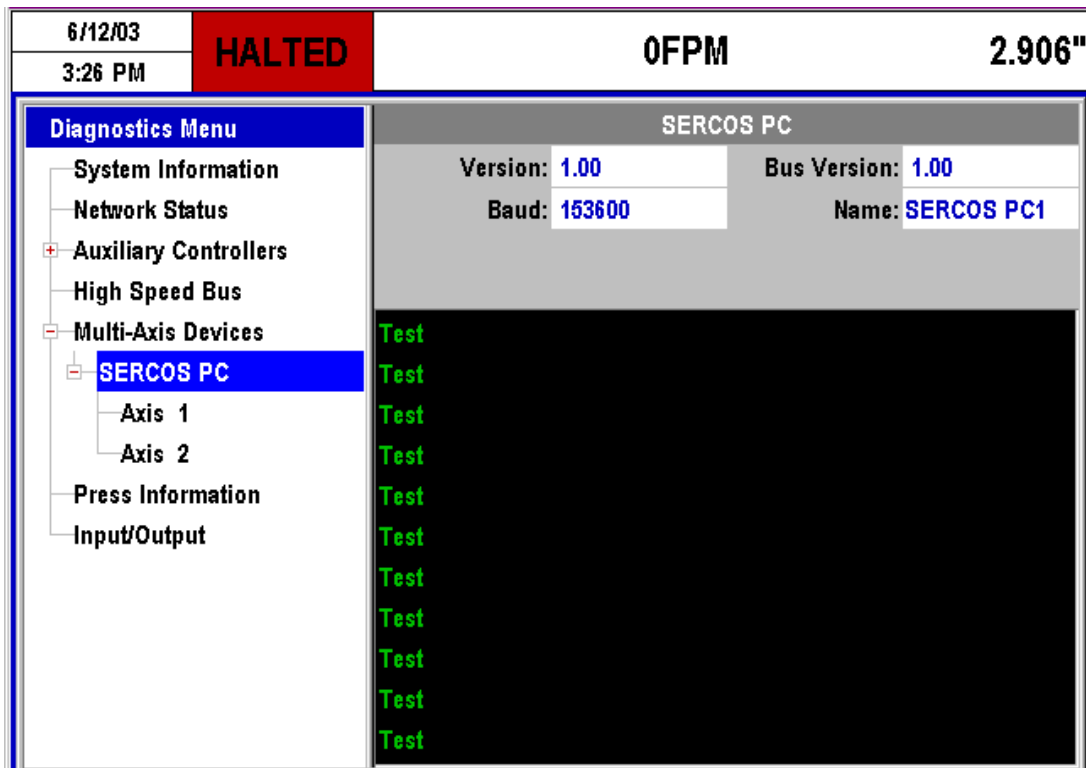 6/12/03
3:26 PM
HALTED
0FPM
2.906"
Diagnostics Menu
System Information
Network Status
Auxiliary Controllers
High Speed Bus
Multi-Axis Devices
SERCOS PC
Axis 1
Axis 2
Press Information
Input/Output
SERCOS PC
Version: 1.00
Bus Version: 1.00
Baud: 153600
Name: SERCOS PC1
Test
Test
Test
Test
Test
Test
Test
Test
Test
Test
Test